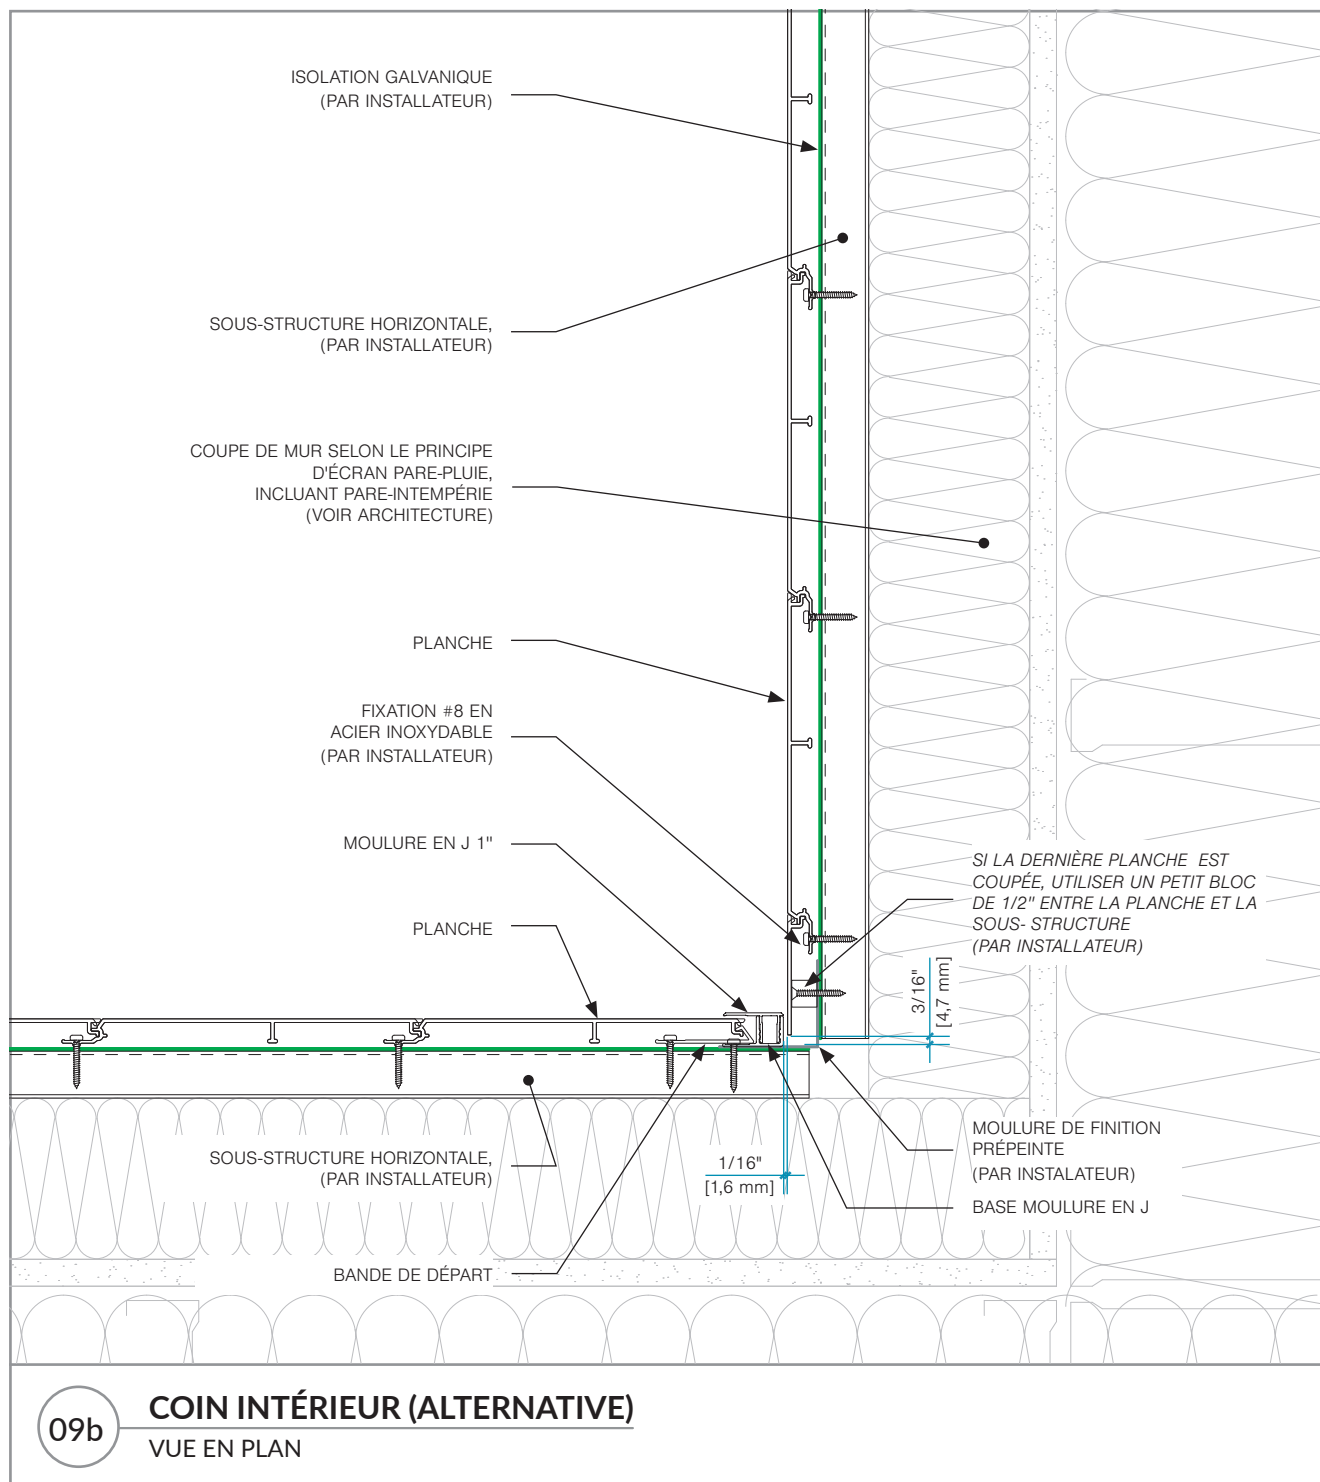 ISOLATION GALVANIQUE
(PAR INSTALLATEUR)
SOUS-STRUCTURE HORIZONTALE,
(PAR INSTALLATEUR)
COUPE DE MUR SELON LE PRINCIPE
D'ÉCRAN PARE-PLUIE,
INCLUANT PARE-INTEMPÉRIE
(VOIR ARCHITECTURE)
PLANCHE
FIXATION #8 EN
ACIER INOXYDABLE
(PAR INSTALLATEUR)
MOULURE EN J 1"
PLANCHE
SI LA DERNIÈRE PLANCHE EST
COUPÉE, UTILISER UN PETIT BLOC
DE 1/2" ENTRE LA PLANCHE ET LA
SOUS- STRUCTURE
(PAR INSTALLATEUR)
3/16"
[4,7 mm]
SOUS-STRUCTURE HORIZONTALE,
(PAR INSTALLATEUR)
1/16"
[1,6 mm]
MOULURE DE FINITION
PRÉPEINTE
(PAR INSTALATEUR)
BASE MOULURE EN J
BANDE DE DÉPART
09b
COIN INTÉRIEUR (ALTERNATIVE)
VUE EN PLAN